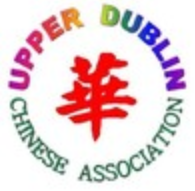 UPPER DUBLIN
華
CHINESE ASSOCIATION